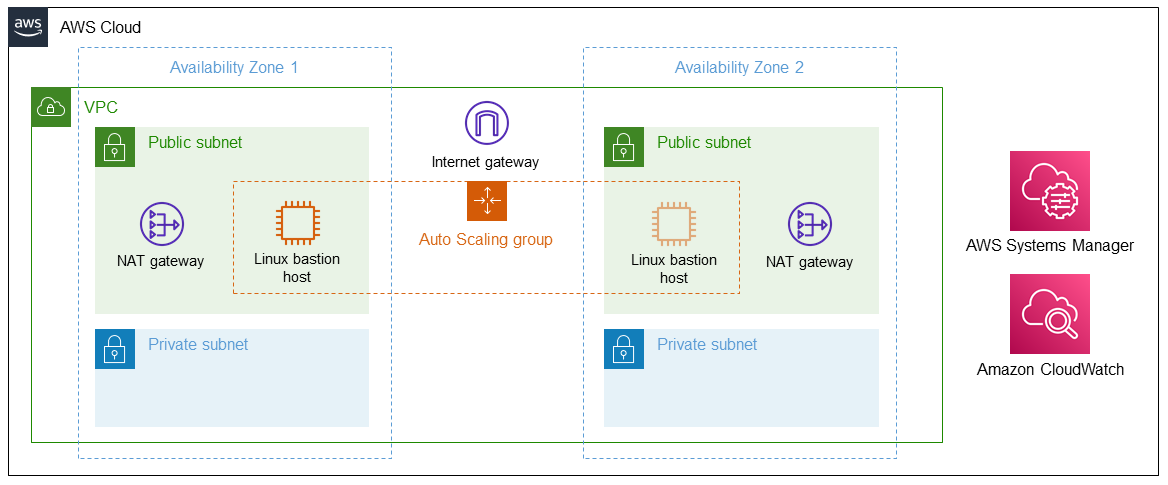 aws
AWS Cloud
Availability Zone 1
Availability Zone 2
VPC
Public subnet
Internet gateway
Public subnet
NAT gateway
Linux bastion
host
Auto Scaling group
Linux bastion
host
NAT gateway
Private subnet
Private subnet
AWS Systems Manager
Amazon CloudWatch